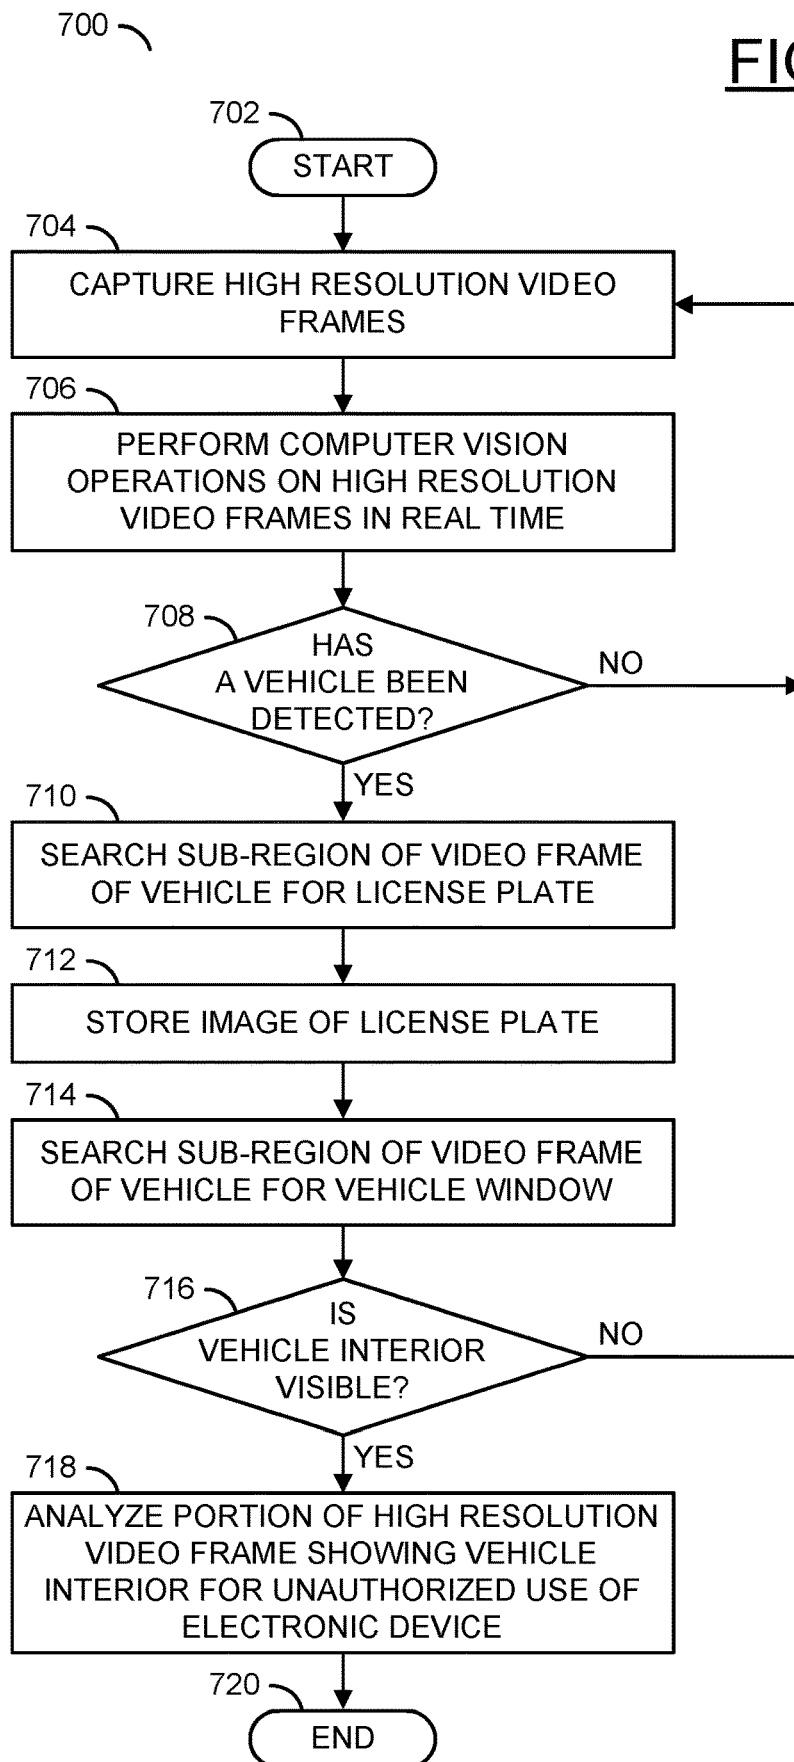 700
FIG
702
START
704
CAPTURE HIGH RESOLUTION VIDEO
FRAMES
706
PERFORM COMPUTER VISION
OPERATIONS ON HIGH RESOLUTION
VIDEO FRAMES IN REAL TIME
708
HAS
A VEHICLE BEEN
DETECTED?
NO
YES
710
SEARCH SUB-REGION OF VIDEO FRAME
OF VEHICLE FOR LICENSE PLATE
712
STORE IMAGE OF LICENSE PLATE
714
SEARCH SUB-REGION OF VIDEO FRAME
OF VEHICLE FOR VEHICLE WINDOW
716
IS
VEHICLE INTERIOR
VISIBLE?
NO
YES
718
ANALYZE PORTION OF HIGH RESOLUTION
VIDEO FRAME SHOWING VEHICLE
INTERIOR FOR UNAUTHORIZED USE OF
ELECTRONIC DEVICE
720
END